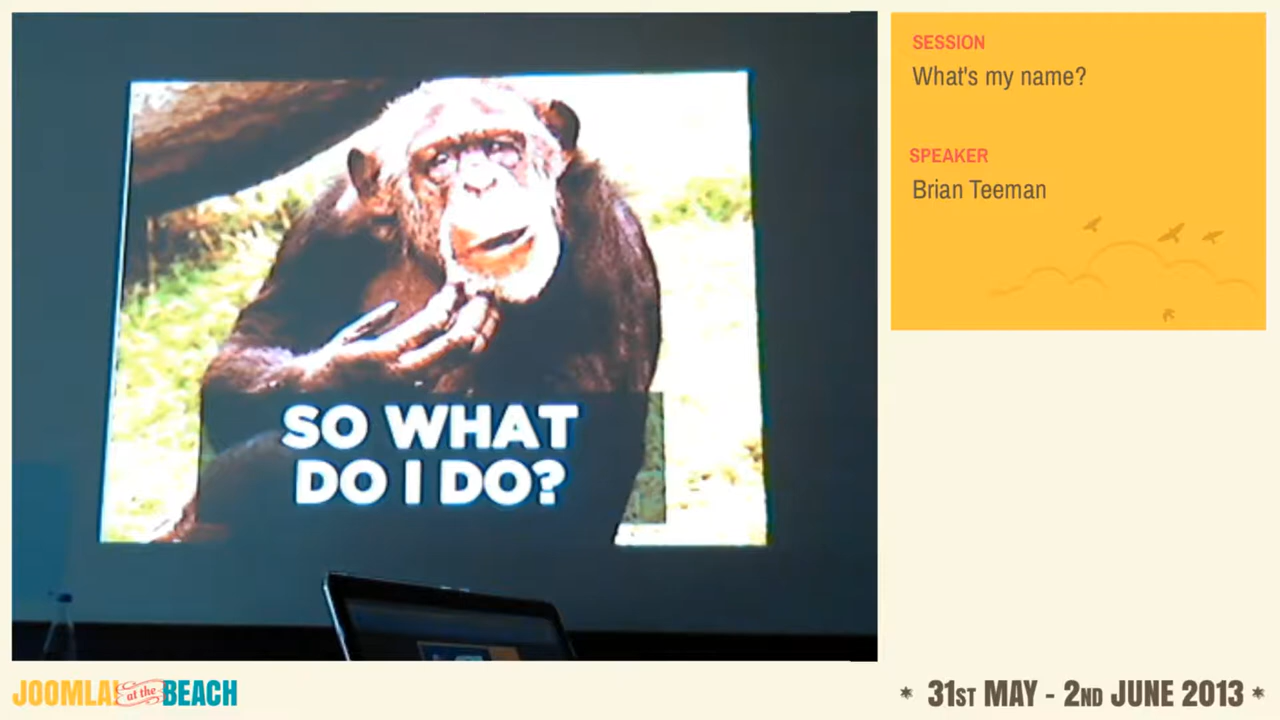 SO WHAT
DO I DO?
SESSION
What's my name?
SPEAKER
Brian Teeman
JOOMLA! at the BEACH
* 31ST MAY - 2ND JUNE 2013 *